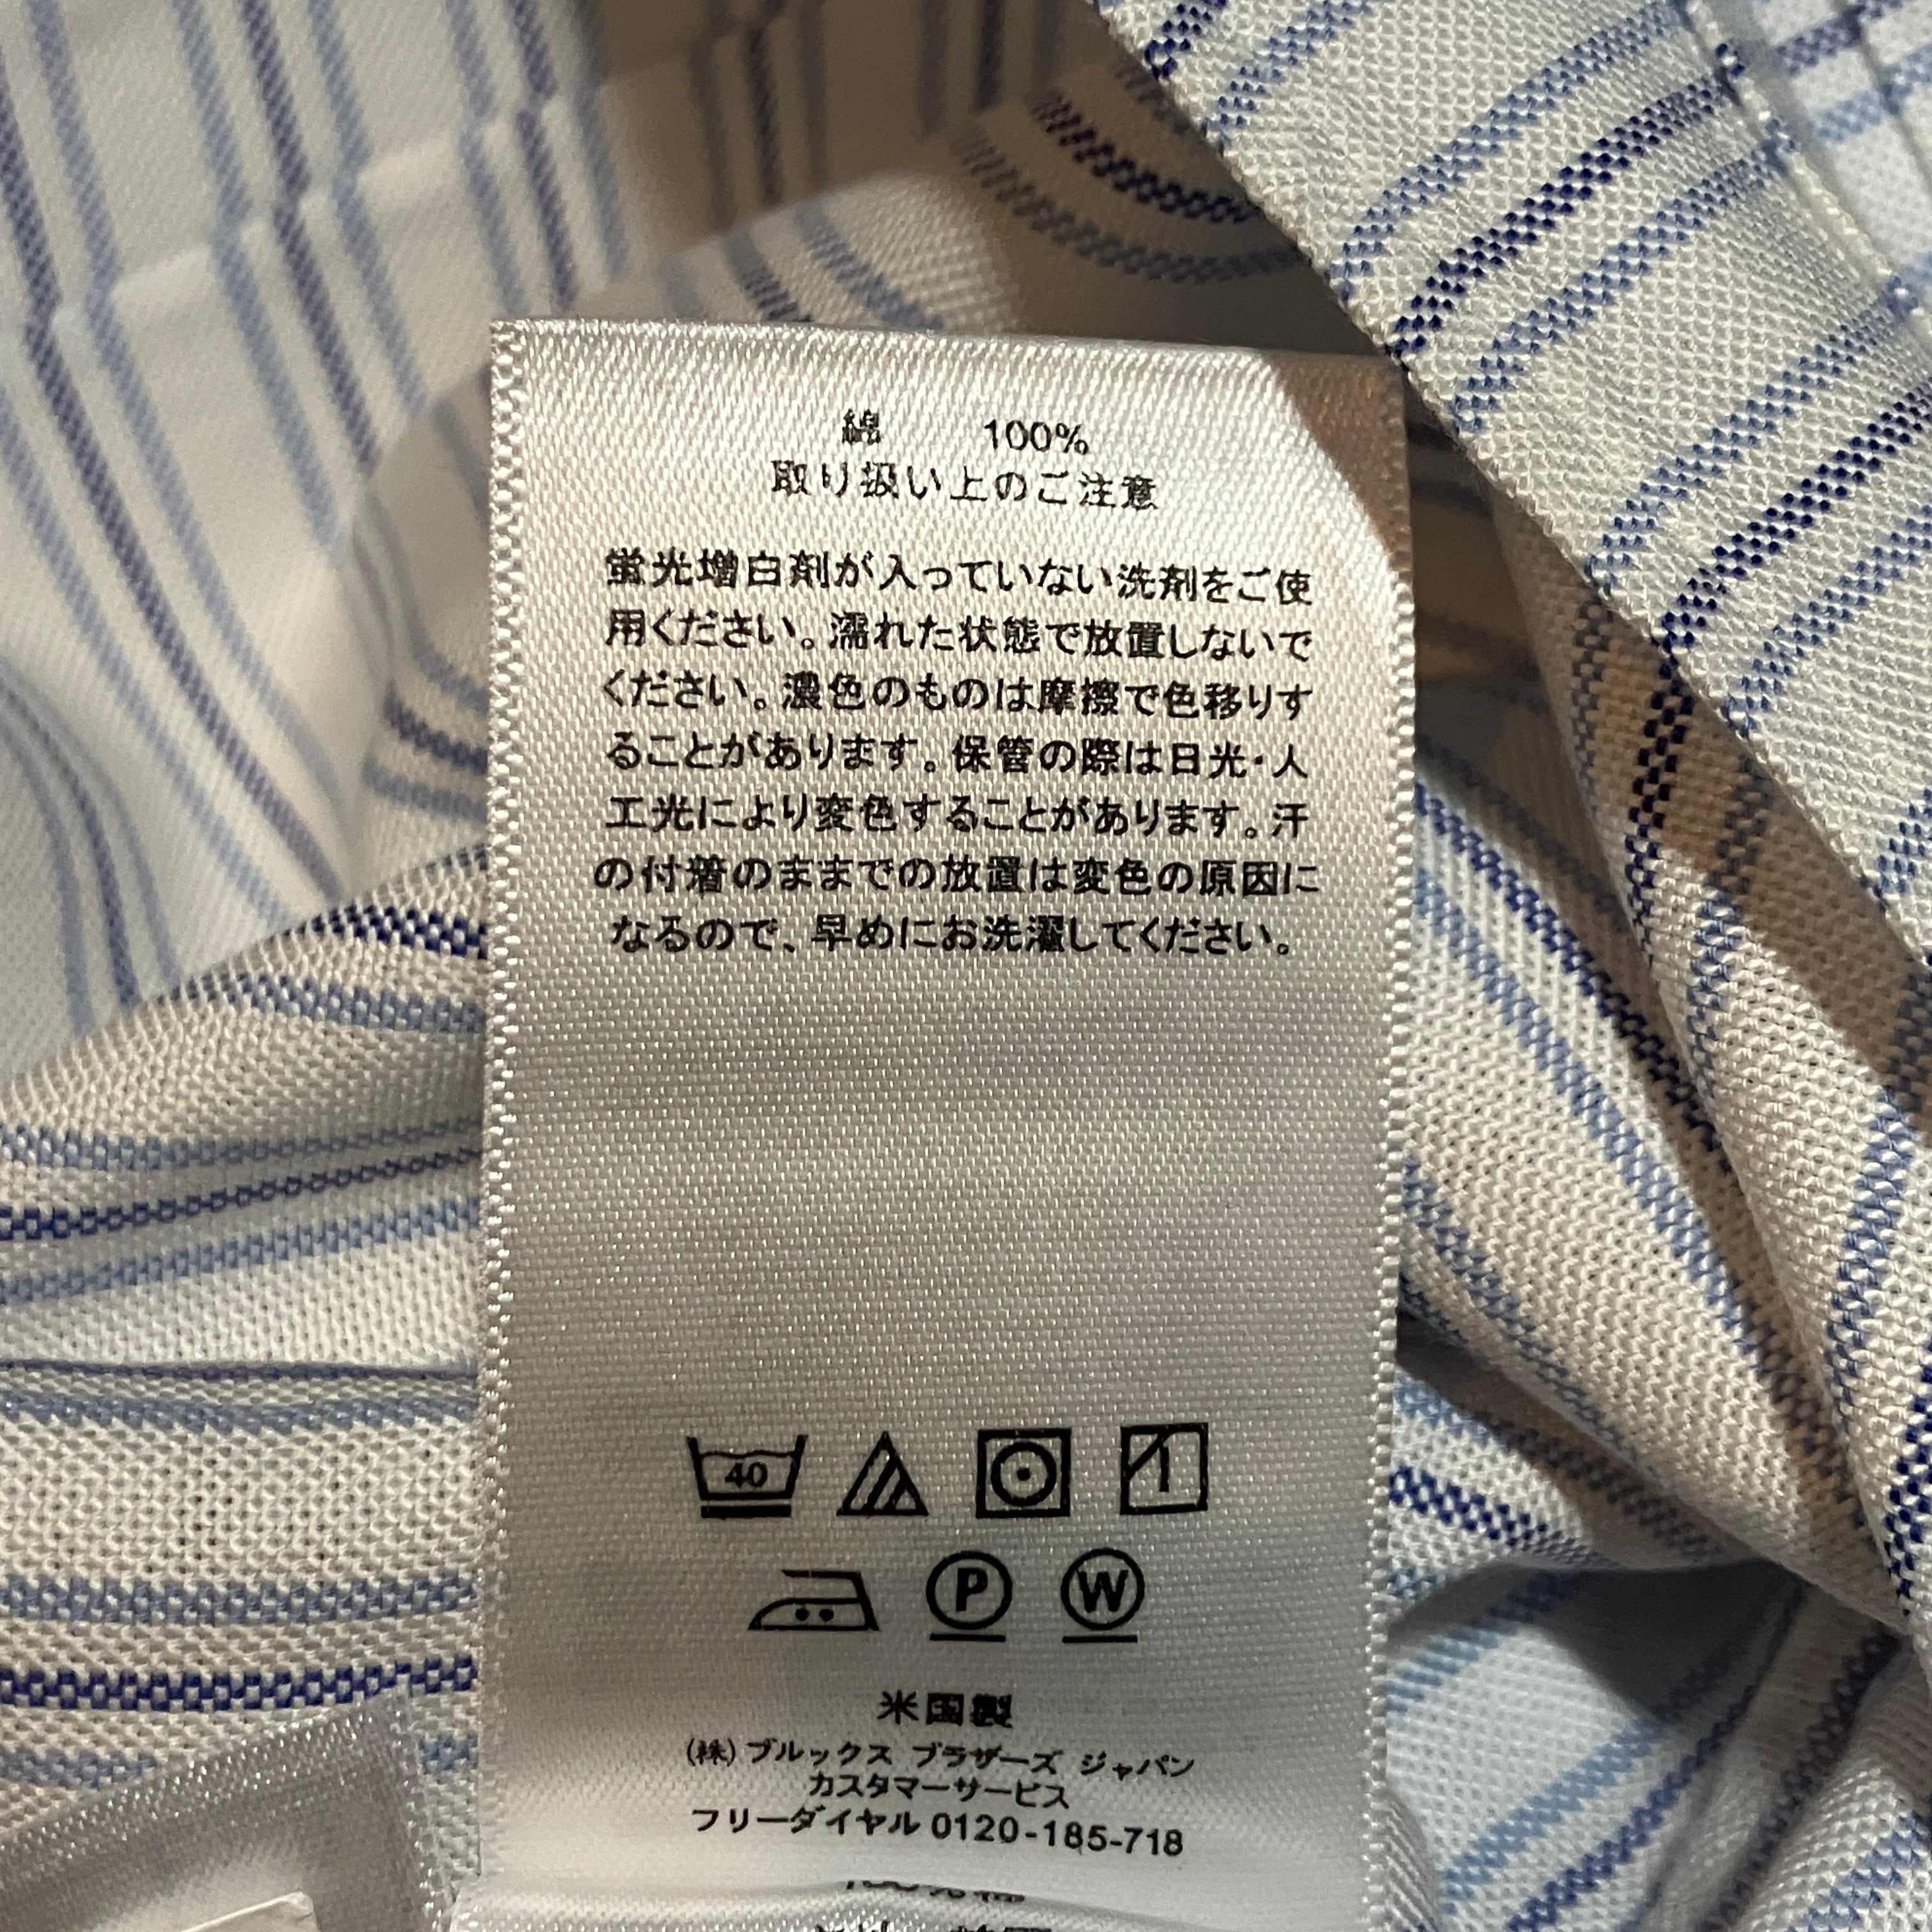 綿 100%
取り扱い上のご注意
蛍光増白剤が入っていない洗剤をご使
用ください。濡れた状態で放置しないで
ください。濃色のものは摩擦で色移りす
ることがあります。保管の際は日光・人
工光により変色することがあります。汗
の付着のままでの放置は変色の原因に
なるので、早めにお洗濯してください。
40
P W
米国製
(株) ブルックス ブラザーズ ジャパン
カスタマーサービス
フリーダイヤル 0120-185-718